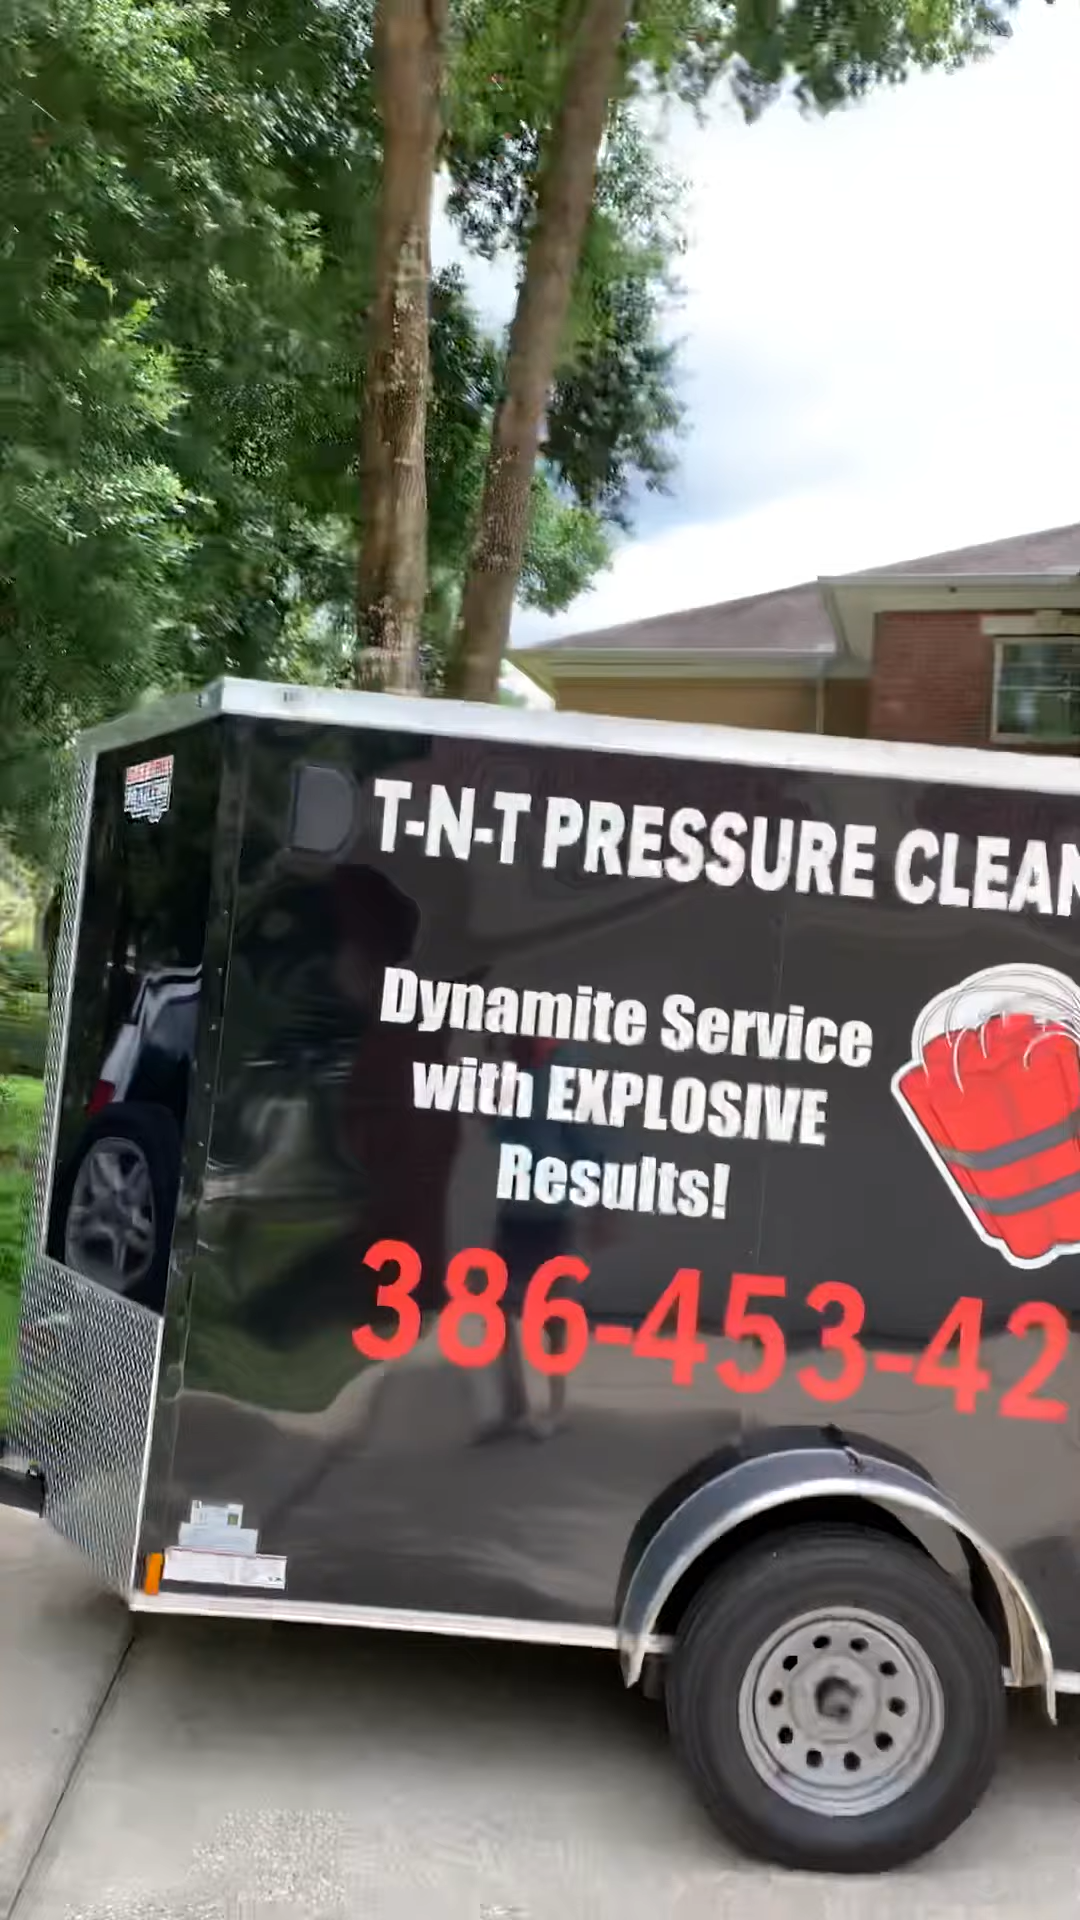 T-N-T PRESSURE CLEAN
Dynamite Service
with EXPLOSIVE
Results!
386-453-42